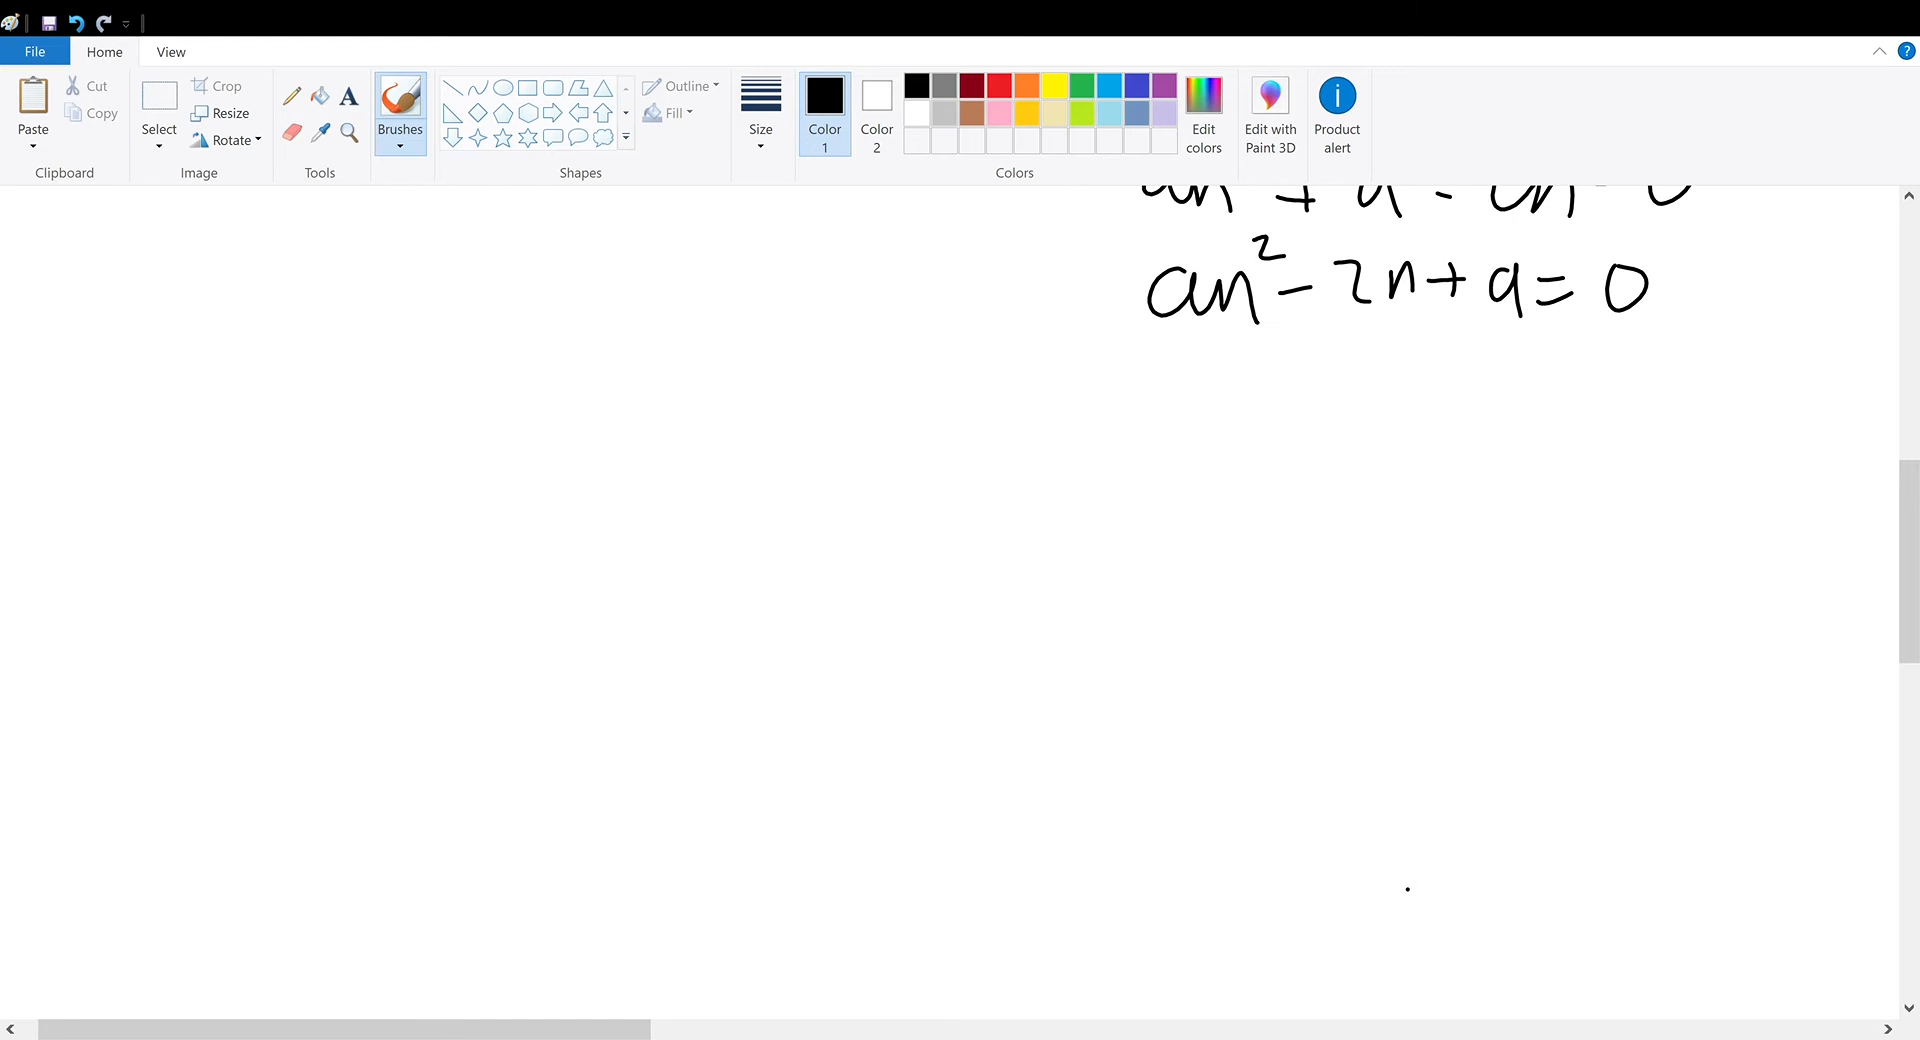 File Home View
Paste Cut Copy Clipboard
Select Crop Resize Rotate Image
A Tools
Brushes
Outline Fill Shapes
Size
Color 1 Color 2 Edit colors Colors
Edit with Paint 3D
Product alert
an² - 2n + a = 0